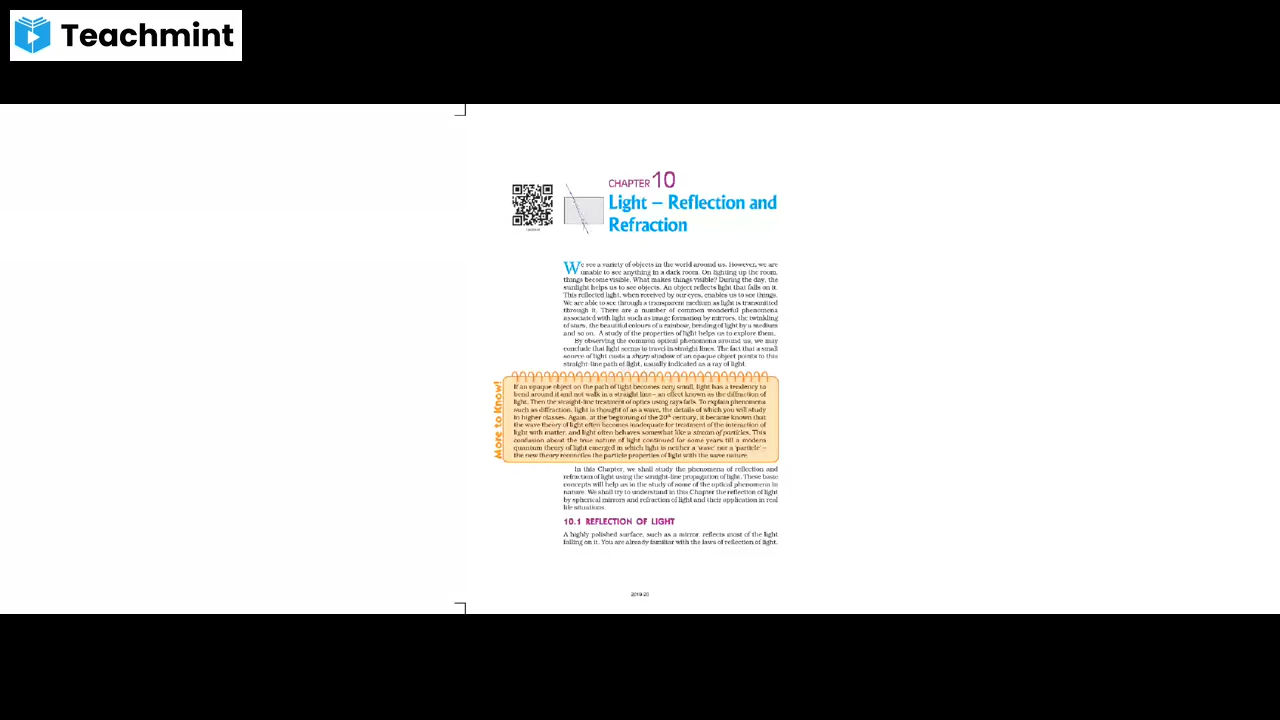 Teachmint
CHAPTER 10
Light – Reflection and
Refraction
We see a variety of objects in the world around us. However, we are
unable to see anything in a dark room. On lighting up the room,
things become visible. What makes things visible? During the day, the
sunlight helps us to see objects. An object reflects light that falls on it.
This reflected light, when received by our eyes, enables us to see things.
We are able to see through a transparent medium as light is transmitted
through it. There are a number of common wonderful phenomena
associated with light such as image formation by mirrors, the twinkling
of stars, the beautiful colours of a rainbow, bending of light by a medium
and so on. A study of the properties of light helps us to explore them.
By observing the common optical phenomena around us, we may
conclude that light seems to travel in straight lines. The fact that a small
source of light casts a sharp shadow of an opaque object points to this
straight-line path of light, usually indicated as a ray of light.
More to Know!
If an opaque object on the path of light becomes very small, light has a tendency to
bend around it and not walk in a straight line – an effect known as the diffraction of
light. Then the straight-line treatment of optics using rays fails. To explain phenomena
such as diffraction, light is thought of as a wave, the details of which you will study
in higher classes. Again, at the beginning of the 20th century, it became known that
the wave theory of light often becomes inadequate for treatment of the interaction of
light with matter, and light often behaves somewhat like a stream of particles. This
confusion about the true nature of light continued for some years till a modern
quantum theory of light emerged in which light is neither a 'wave' nor a 'particle' –
the new theory reconciles the particle properties of light with the wave nature.
In this Chapter, we shall study the phenomena of reflection and
refraction of light using the straight-line propagation of light. These basic
concepts will help us in the study of some of the optical phenomena in
nature. We shall try to understand in this Chapter the reflection of light
by spherical mirrors and refraction of light and their application in real
life situations.
10.1 REFLECTION OF LIGHT
A highly polished surface, such as a mirror, reflects most of the light
falling on it. You are already familiar with the laws of reflection of light.
2019-20